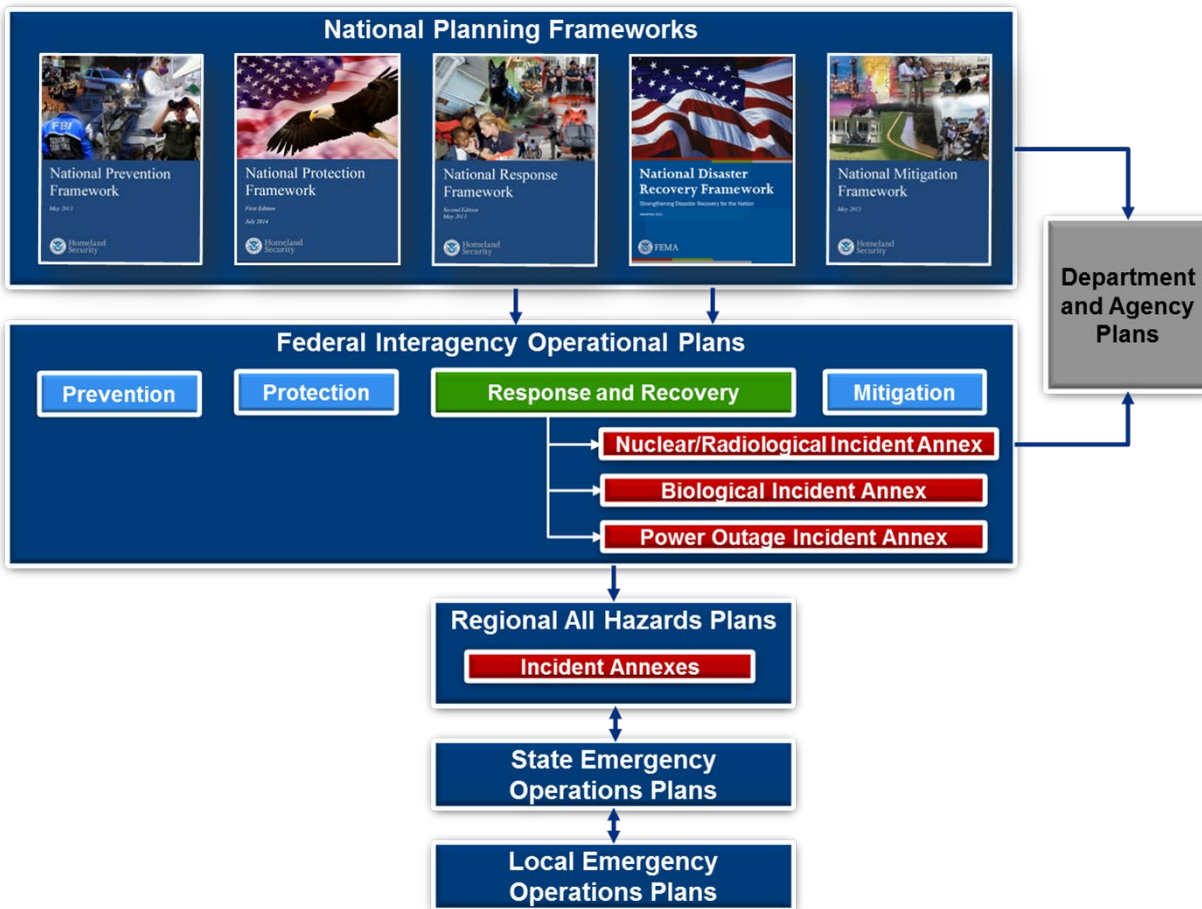 National Planning Frameworks
FBI
National Prevention
Framework
May 2013
Homeland
Security
National Protection
Framework
First Edition
July 2014
Homeland
Security
National Response
Framework
Second Edition
May 2013
Homeland
Security
National Disaster
Recovery Framework
Strengthening Disaster Recovery for the Nation
FEMA
National Mitigation
Framework
May 2013
Homeland
Security
Department
and Agency
Plans
Federal Interagency Operational Plans
Prevention
Protection
Response and Recovery
Mitigation
Nuclear/Radiological Incident Annex
Biological Incident Annex
Power Outage Incident Annex
Regional All Hazards Plans
Incident Annexes
State Emergency
Operations Plans
Local Emergency
Operations Plans